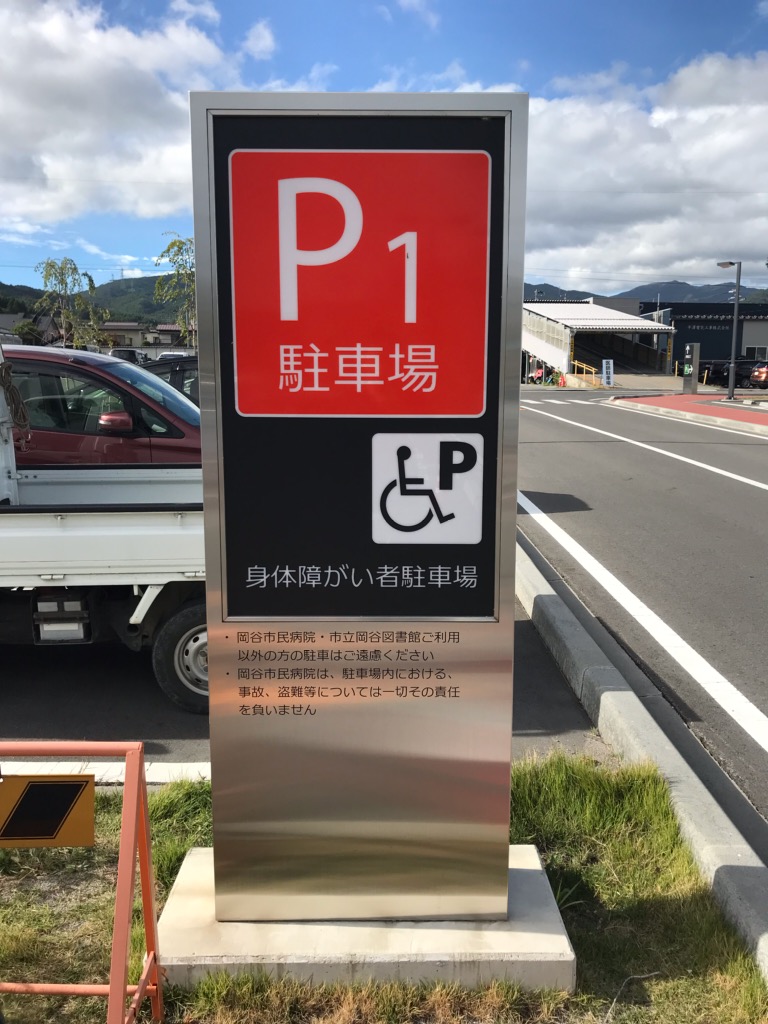 P1
駐車場
P
身体障がい者駐車場
・岡谷市民病院・市立岡谷図書館ご利用
以外の方の駐車はご遠慮ください
・岡谷市民病院は、駐車場内における、
事故、盗難等については一切その責任
を負いません